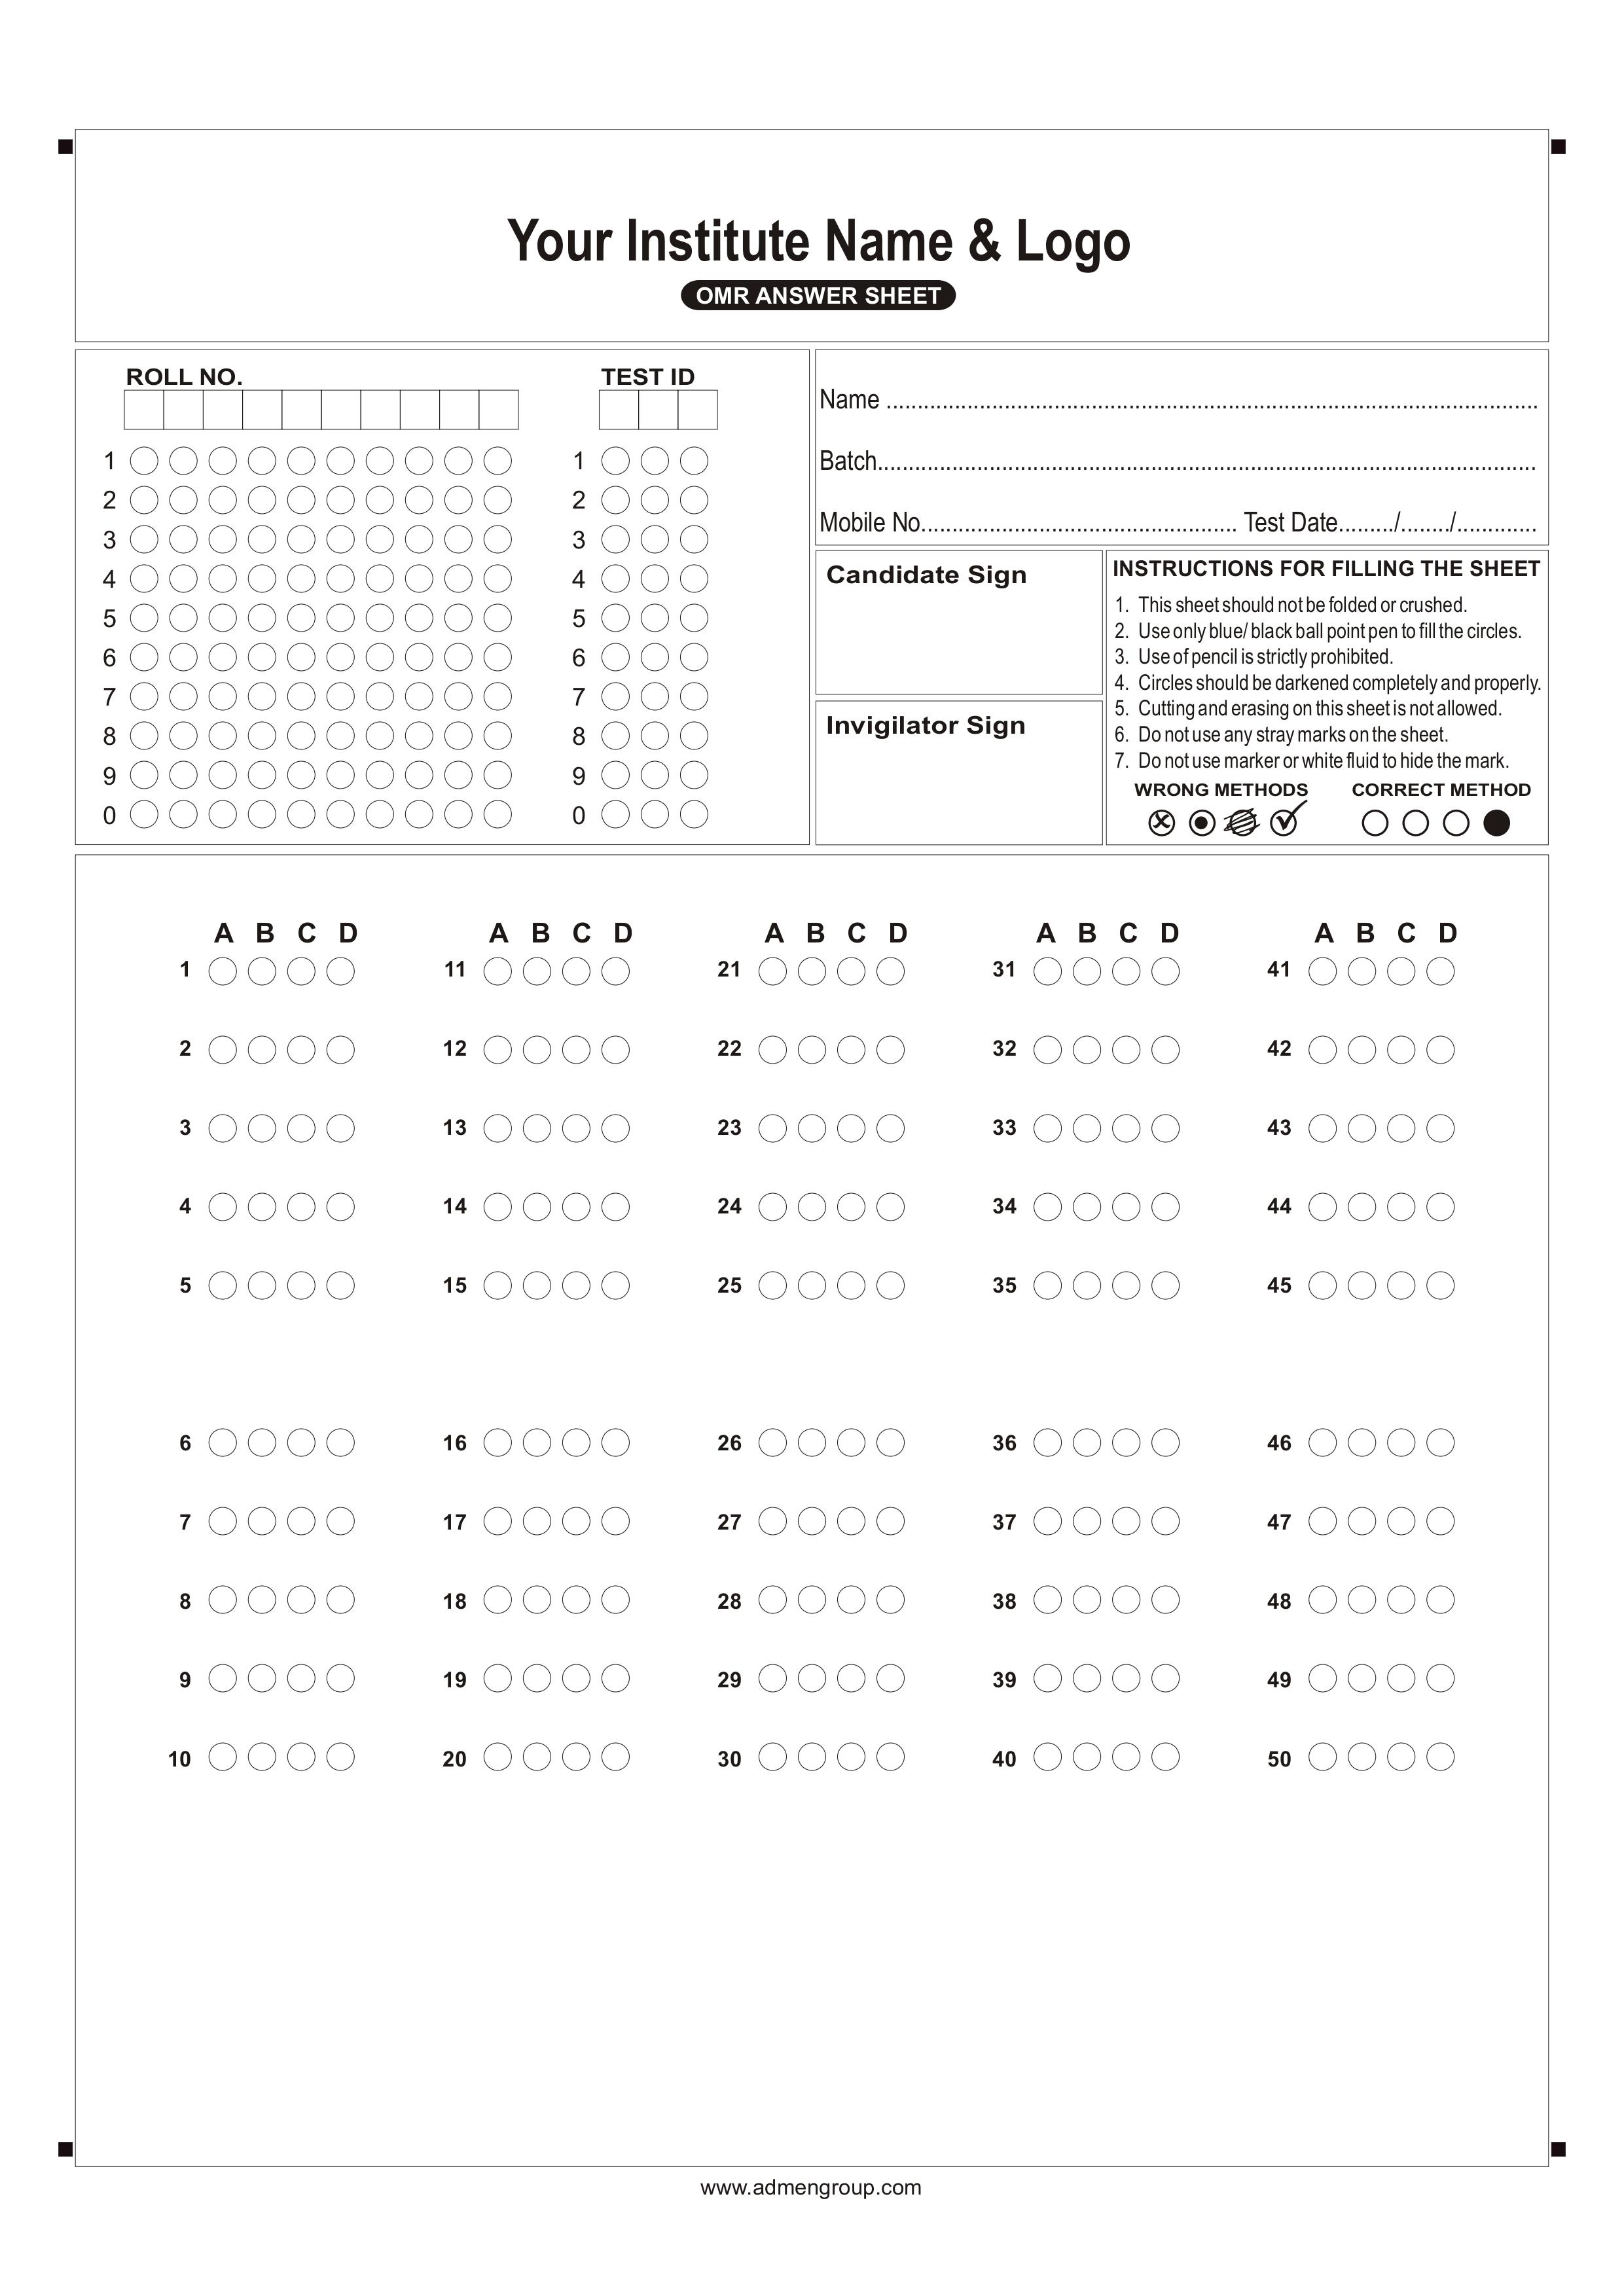 Your Institute Name & Logo
OMR ANSWER SHEET
ROLL NO.
TEST ID
1 1
2 2
3 3
4 4
5 5
6 6
7 7
8 8
9 9
0 0
Name ..........................................................................................................
Batch...........................................................................................................
Mobile No................................................... Test Date........./......../.............
Candidate Sign
Invigilator Sign
INSTRUCTIONS FOR FILLING THE SHEET
1. This sheet should not be folded or crushed.
2. Use only blue/ black ball point pen to fill the circles.
3. Use of pencil is strictly prohibited.
4. Circles should be darkened completely and properly.
5. Cutting and erasing on this sheet is not allowed.
6. Do not use any stray marks on the sheet.
7. Do not use marker or white fluid to hide the mark.
WRONG METHODS CORRECT METHOD
A B C D A B C D A B C D A B C D A B C D
1 11 21 31 41
2 12 22 32 42
3 13 23 33 43
4 14 24 34 44
5 15 25 35 45
6 16 26 36 46
7 17 27 37 47
8 18 28 38 48
9 19 29 39 49
10 20 30 40 50
www.admengroup.com